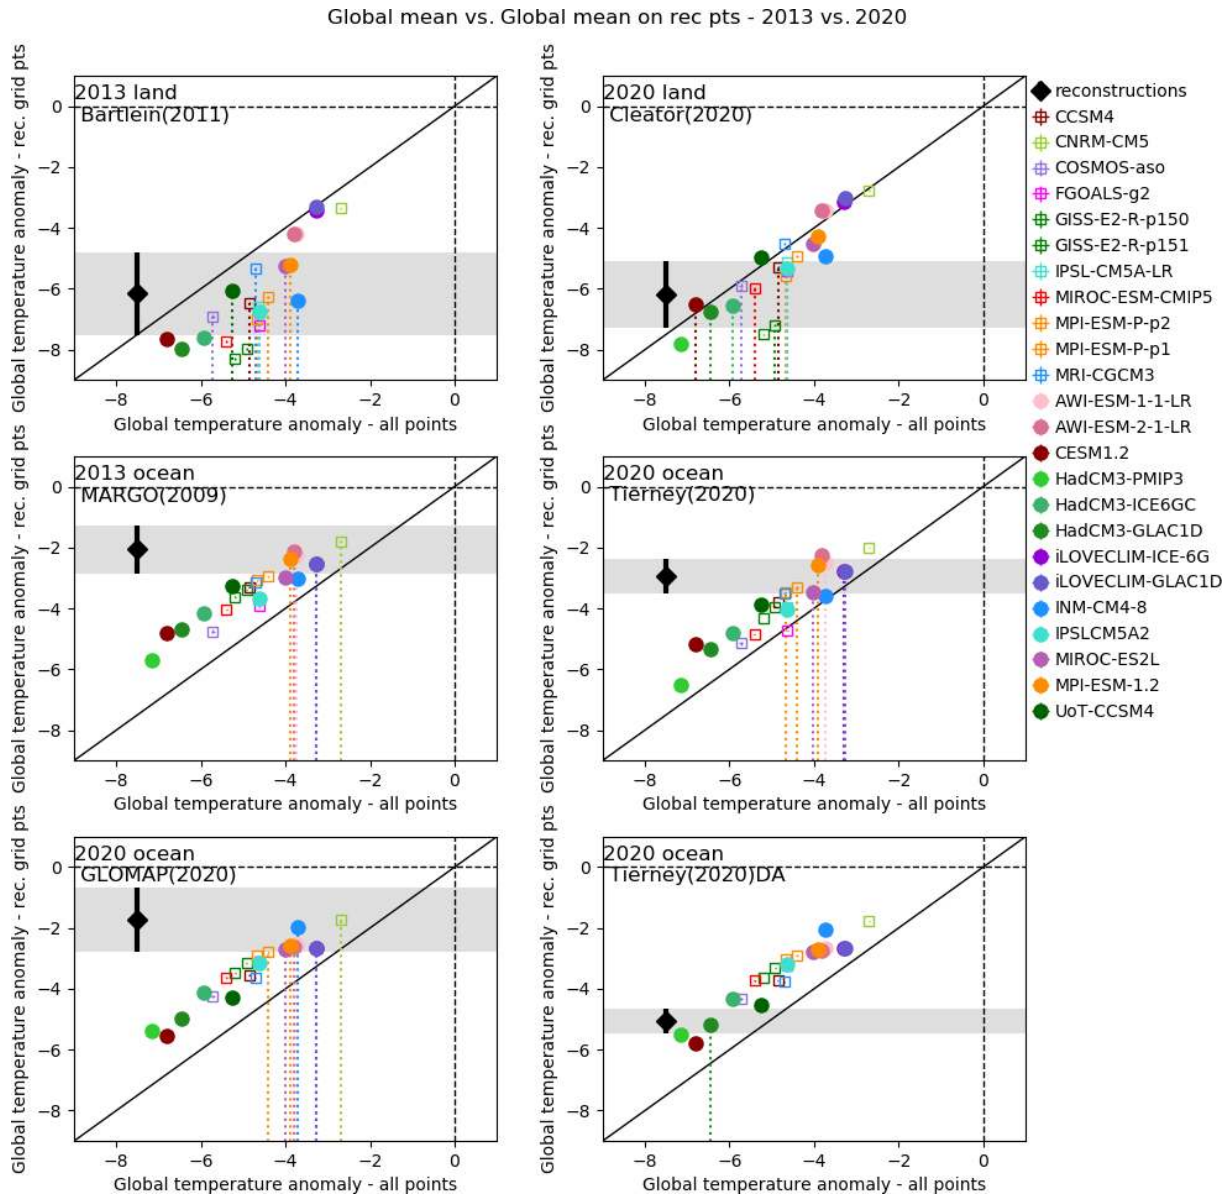 Global mean vs. Global mean on rec pts - 2013 vs. 2020
Global temperature anomaly - rec. grid pts
2013 land
Bartlein(2011)
0
−2
−4
−6
−8
−8
−6
−4
−2
0
Global temperature anomaly - all points
Global temperature anomaly - rec. grid pts
2020 land
Cleator(2020)
0
−2
−4
−6
−8
−8
−6
−4
−2
0
Global temperature anomaly - all points
reconstructions
CCSM4
CNRM-CM5
COSMOS-aso
FGOALS-g2
GISS-E2-R-p150
GISS-E2-R-p151
IPSL-CM5A-LR
MIROC-ESM-CMIP5
MPI-ESM-P-p2
MPI-ESM-P-p1
MRI-CGCM3
AWI-ESM-1-1-LR
AWI-ESM-2-1-LR
CESM1.2
HadCM3-PMIP3
HadCM3-ICE6GC
HadCM3-GLAC1D
iLOVECLIM-ICE-6G
iLOVECLIM-GLAC1D
INM-CM4-8
IPSLCM5A2
MIROC-ES2L
MPI-ESM-1.2
UoT-CCSM4
Global temperature anomaly - rec. grid pts
2013 ocean
MARGO(2009)
0
−2
−4
−6
−8
−8
−6
−4
−2
0
Global temperature anomaly - all points
Global temperature anomaly - rec. grid pts
2020 ocean
Tierney(2020)
0
−2
−4
−6
−8
−8
−6
−4
−2
0
Global temperature anomaly - all points
Global temperature anomaly - rec. grid pts
2020 ocean
GLOMAP(2020)
0
−2
−4
−6
−8
−8
−6
−4
−2
0
Global temperature anomaly - all points
Global temperature anomaly - rec. grid pts
2020 ocean
Tierney(2020)DA
0
−2
−4
−6
−8
−8
−6
−4
−2
0
Global temperature anomaly - all points